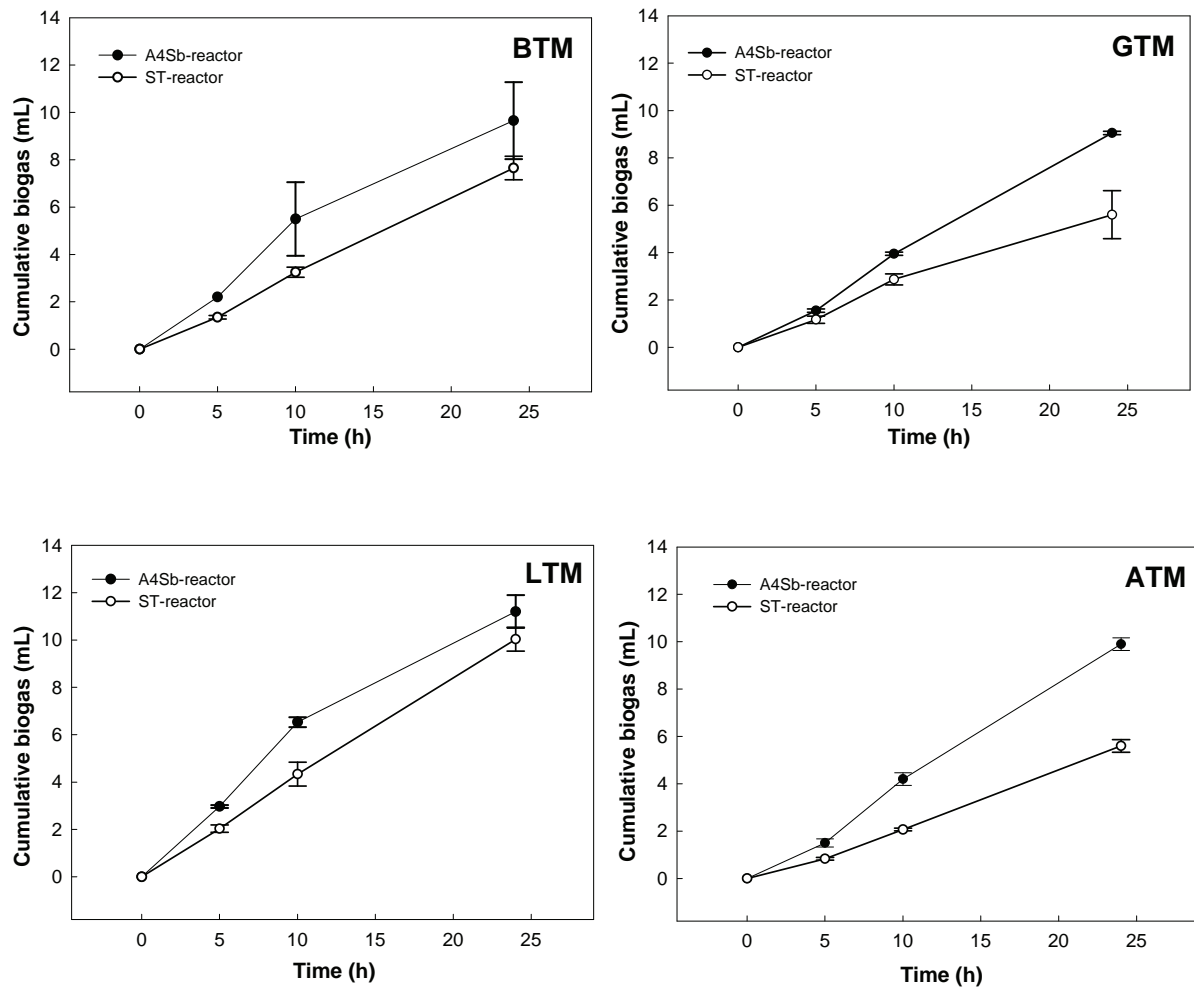 BTM
A4Sb-reactor
ST-reactor
Cumulative biogas (mL)
14
12
10
8
6
4
2
0
0 5 10 15 20 25
Time (h)
GTM
A4Sb-reactor
ST-reactor
Cumulative biogas (mL)
14
12
10
8
6
4
2
0
0 5 10 15 20 25
Time (h)
LTM
A4Sb-reactor
ST-reactor
Cumulative biogas (mL)
14
12
10
8
6
4
2
0
0 5 10 15 20 25
Time (h)
ATM
A4Sb-reactor
ST-reactor
Cumulative biogas (mL)
14
12
10
8
6
4
2
0
0 5 10 15 20 25
Time (h)